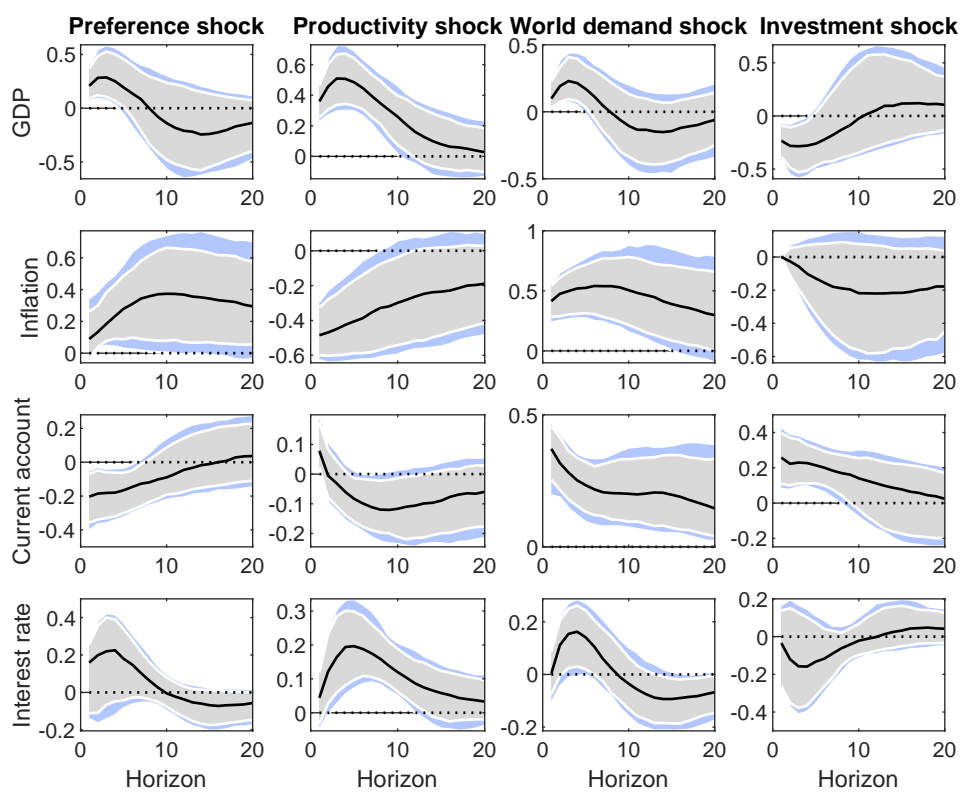 Preference shock Productivity shock World demand shock Investment shock
GDP
0.5
0
-0.5
0 10 20
0.6
0.4
0.2
0
0 10 20
0.5
0
-0.5
0 10 20
0.5
0
-0.5
0 10 20
Inflation
0.6
0.4
0.2
0
0 10 20
0
-0.2
-0.4
-0.6
0 10 20
1
0.5
0
0 10 20
0
-0.2
-0.4
-0.6
0 10 20
Current account
0.2
0
-0.2
-0.4
0 10 20
0.1
0
-0.1
-0.2
0 10 20
0.5
0
0 10 20
0.4
0.2
0
-0.2
0 10 20
Interest rate
0.4
0.2
0
-0.2
0 10 20
Horizon
0.3
0.2
0.1
0
0 10 20
Horizon
0.2
0
-0.2
0 10 20
Horizon
0.2
0
-0.2
-0.4
0 10 20
Horizon